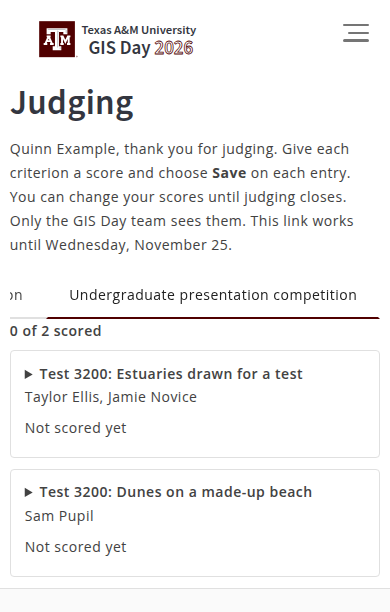 Texas A&M University
GIS Day 2026
Judging
Quinn Example, thank you for judging. Give each
criterion a score and choose Save on each entry.
You can change your scores until judging closes.
Only the GIS Day team sees them. This link works
until Wednesday, November 25.
on Undergraduate presentation competition
0 of 2 scored
Test 3200: Estuaries drawn for a test
Taylor Ellis, Jamie Novice
Not scored yet
Test 3200: Dunes on a made-up beach
Sam Pupil
Not scored yet